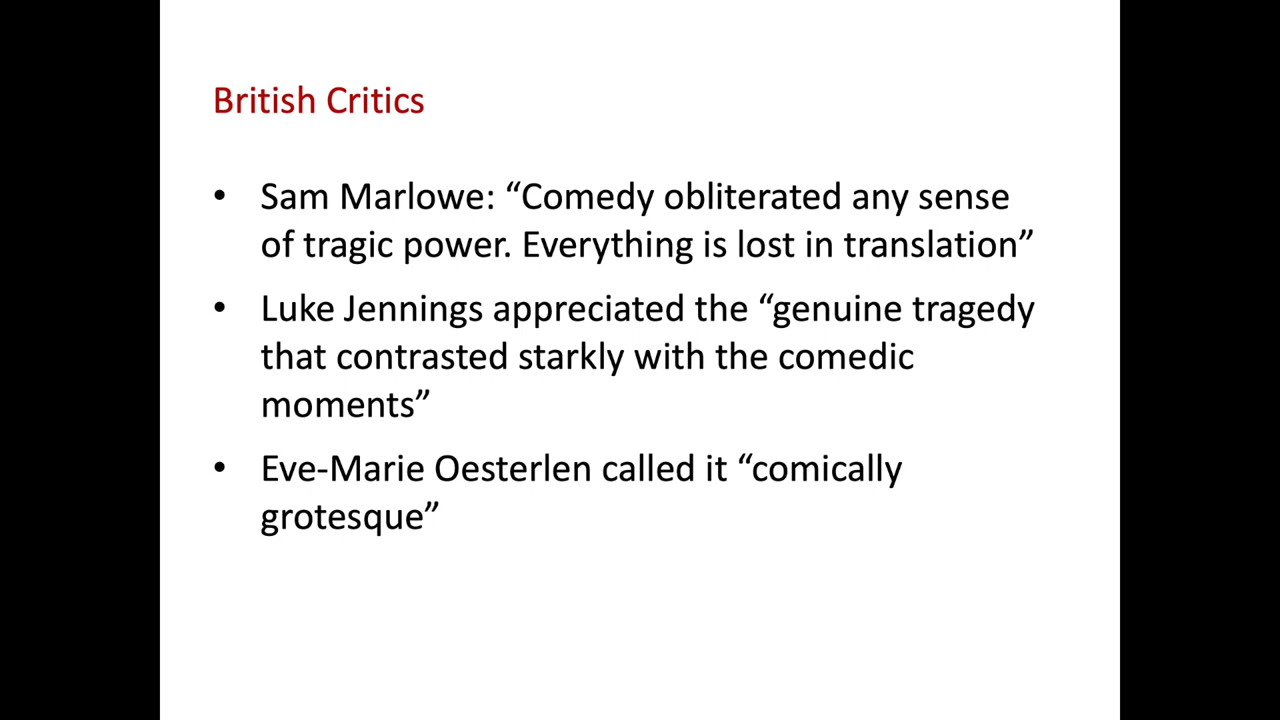 British Critics
• Sam Marlowe: “Comedy obliterated any sense
of tragic power. Everything is lost in translation”
• Luke Jennings appreciated the “genuine tragedy
that contrasted starkly with the comedic
moments”
• Eve-Marie Oesterlen called it “comically
grotesque”